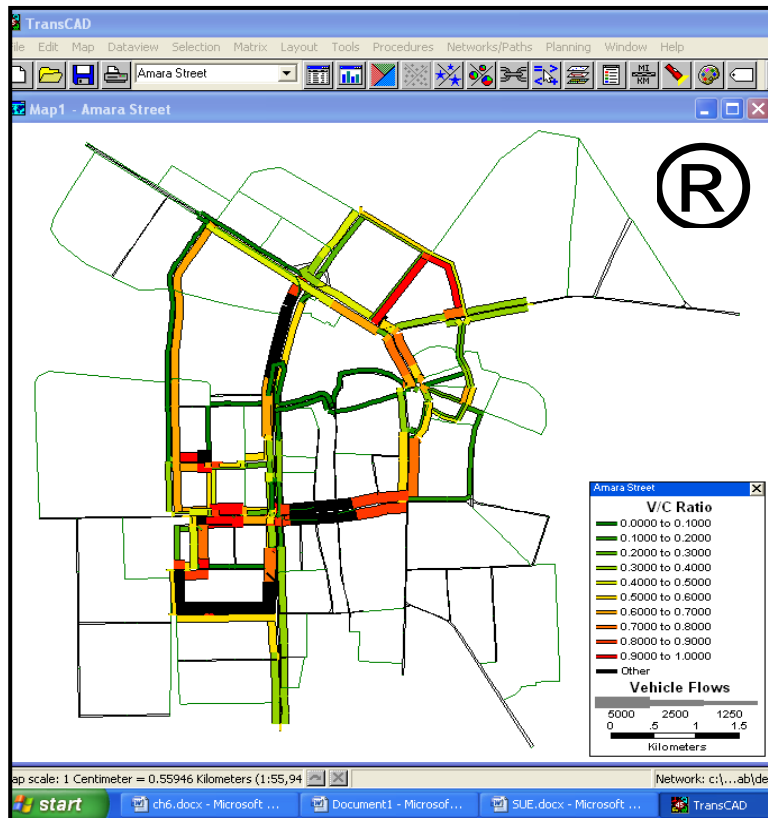 TransCAD
ile Edit Map Dataview Selection Matrix Layout Tools Procedures Networks/Paths Planning Window Help
Amara Street
MI
KM
Map1 - Amara Street
R
Amara Street
V/C Ratio
0.0000 to 0.1000
0.1000 to 0.2000
0.2000 to 0.3000
0.3000 to 0.4000
0.4000 to 0.5000
0.5000 to 0.6000
0.6000 to 0.7000
0.7000 to 0.8000
0.8000 to 0.9000
0.9000 to 1.0000
Other
Vehicle Flows
5000 2500 1250
0 .5 1 1.5
Kilometers
ap scale: 1 Centimeter = 0.55946 Kilometers (1:55,94
Network: c:\...ab\de
start
ch6.docx - Microsoft ...
Document1 - Microsof...
SUE.docx - Microsoft ...
TransCAD